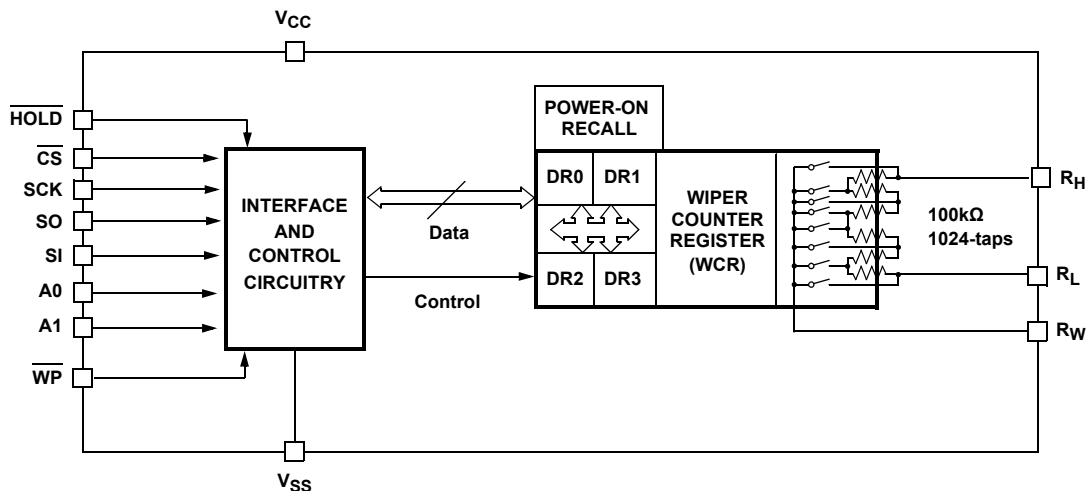 VCC
HOLD
CS
SCK
SO
SI
A0
A1
WP
VSS
INTERFACE
AND
CONTROL
CIRCUITRY
Data
Control
POWER-ON
RECALL
DR0 DR1
DR2 DR3
WIPER
COUNTER
REGISTER
(WCR)
100kΩ
1024-taps
RH
RL
RW